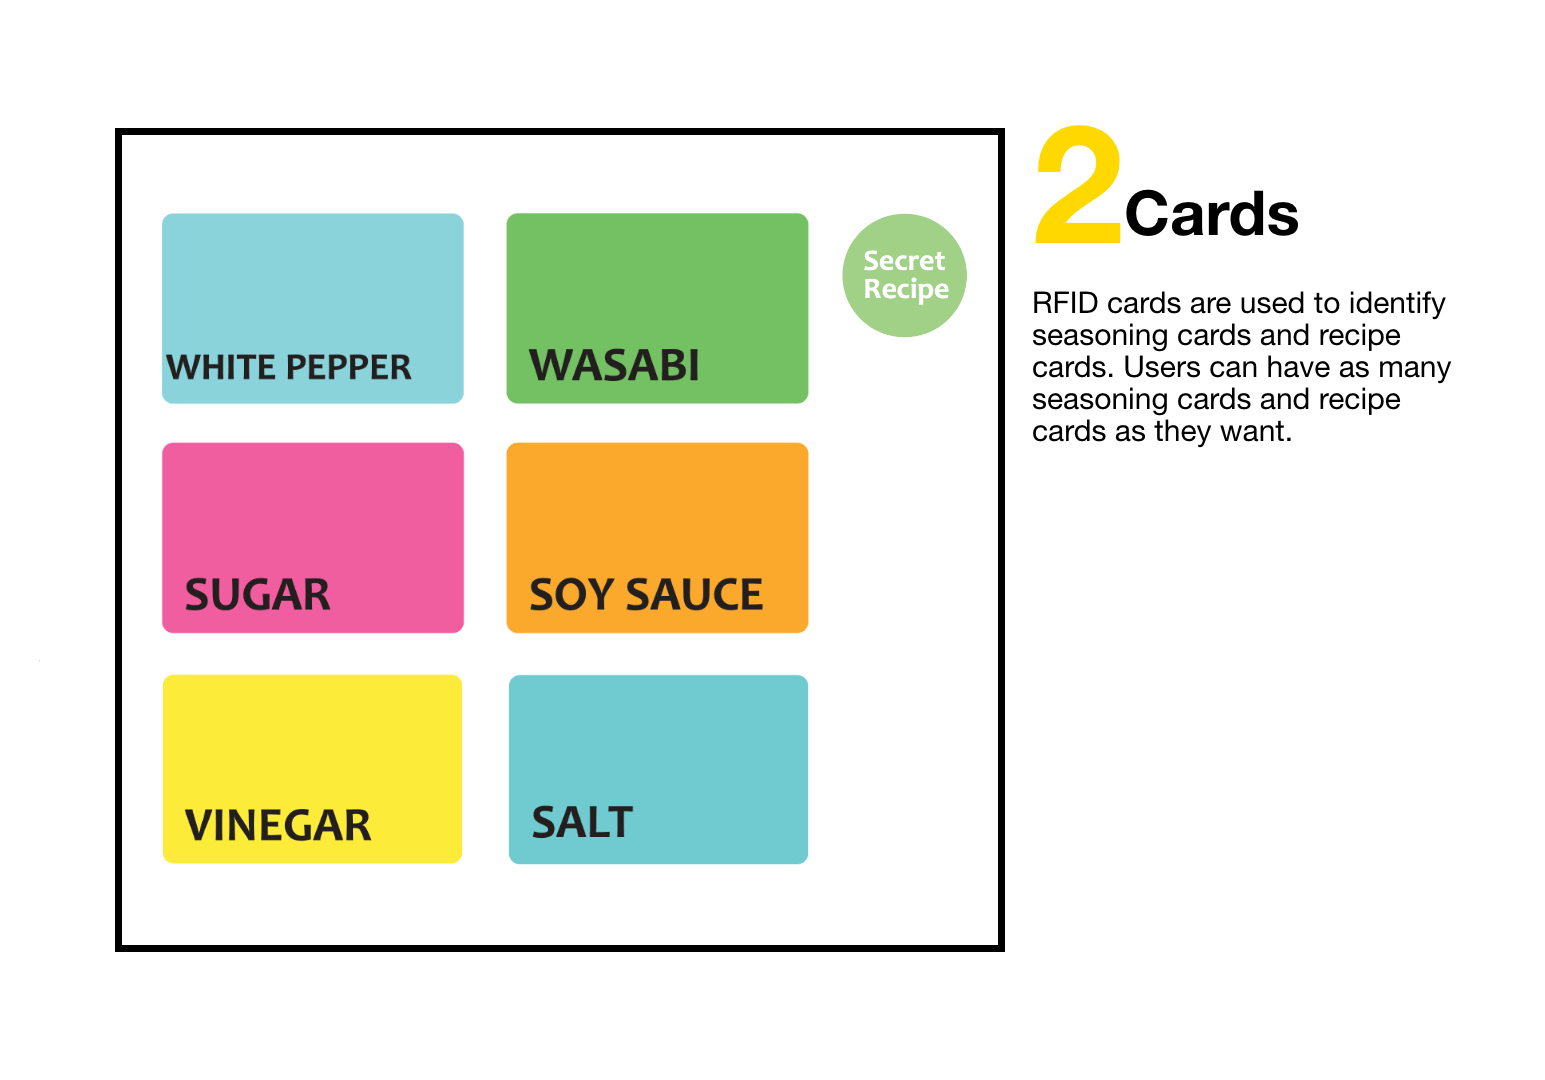 WHITE PEPPER
WASABI
Secret
Recipe
SUGAR
SOY SAUCE
VINEGAR
SALT
2 Cards
RFID cards are used to identify
seasoning cards and recipe
cards. Users can have as many
seasoning cards and recipe
cards as they want.